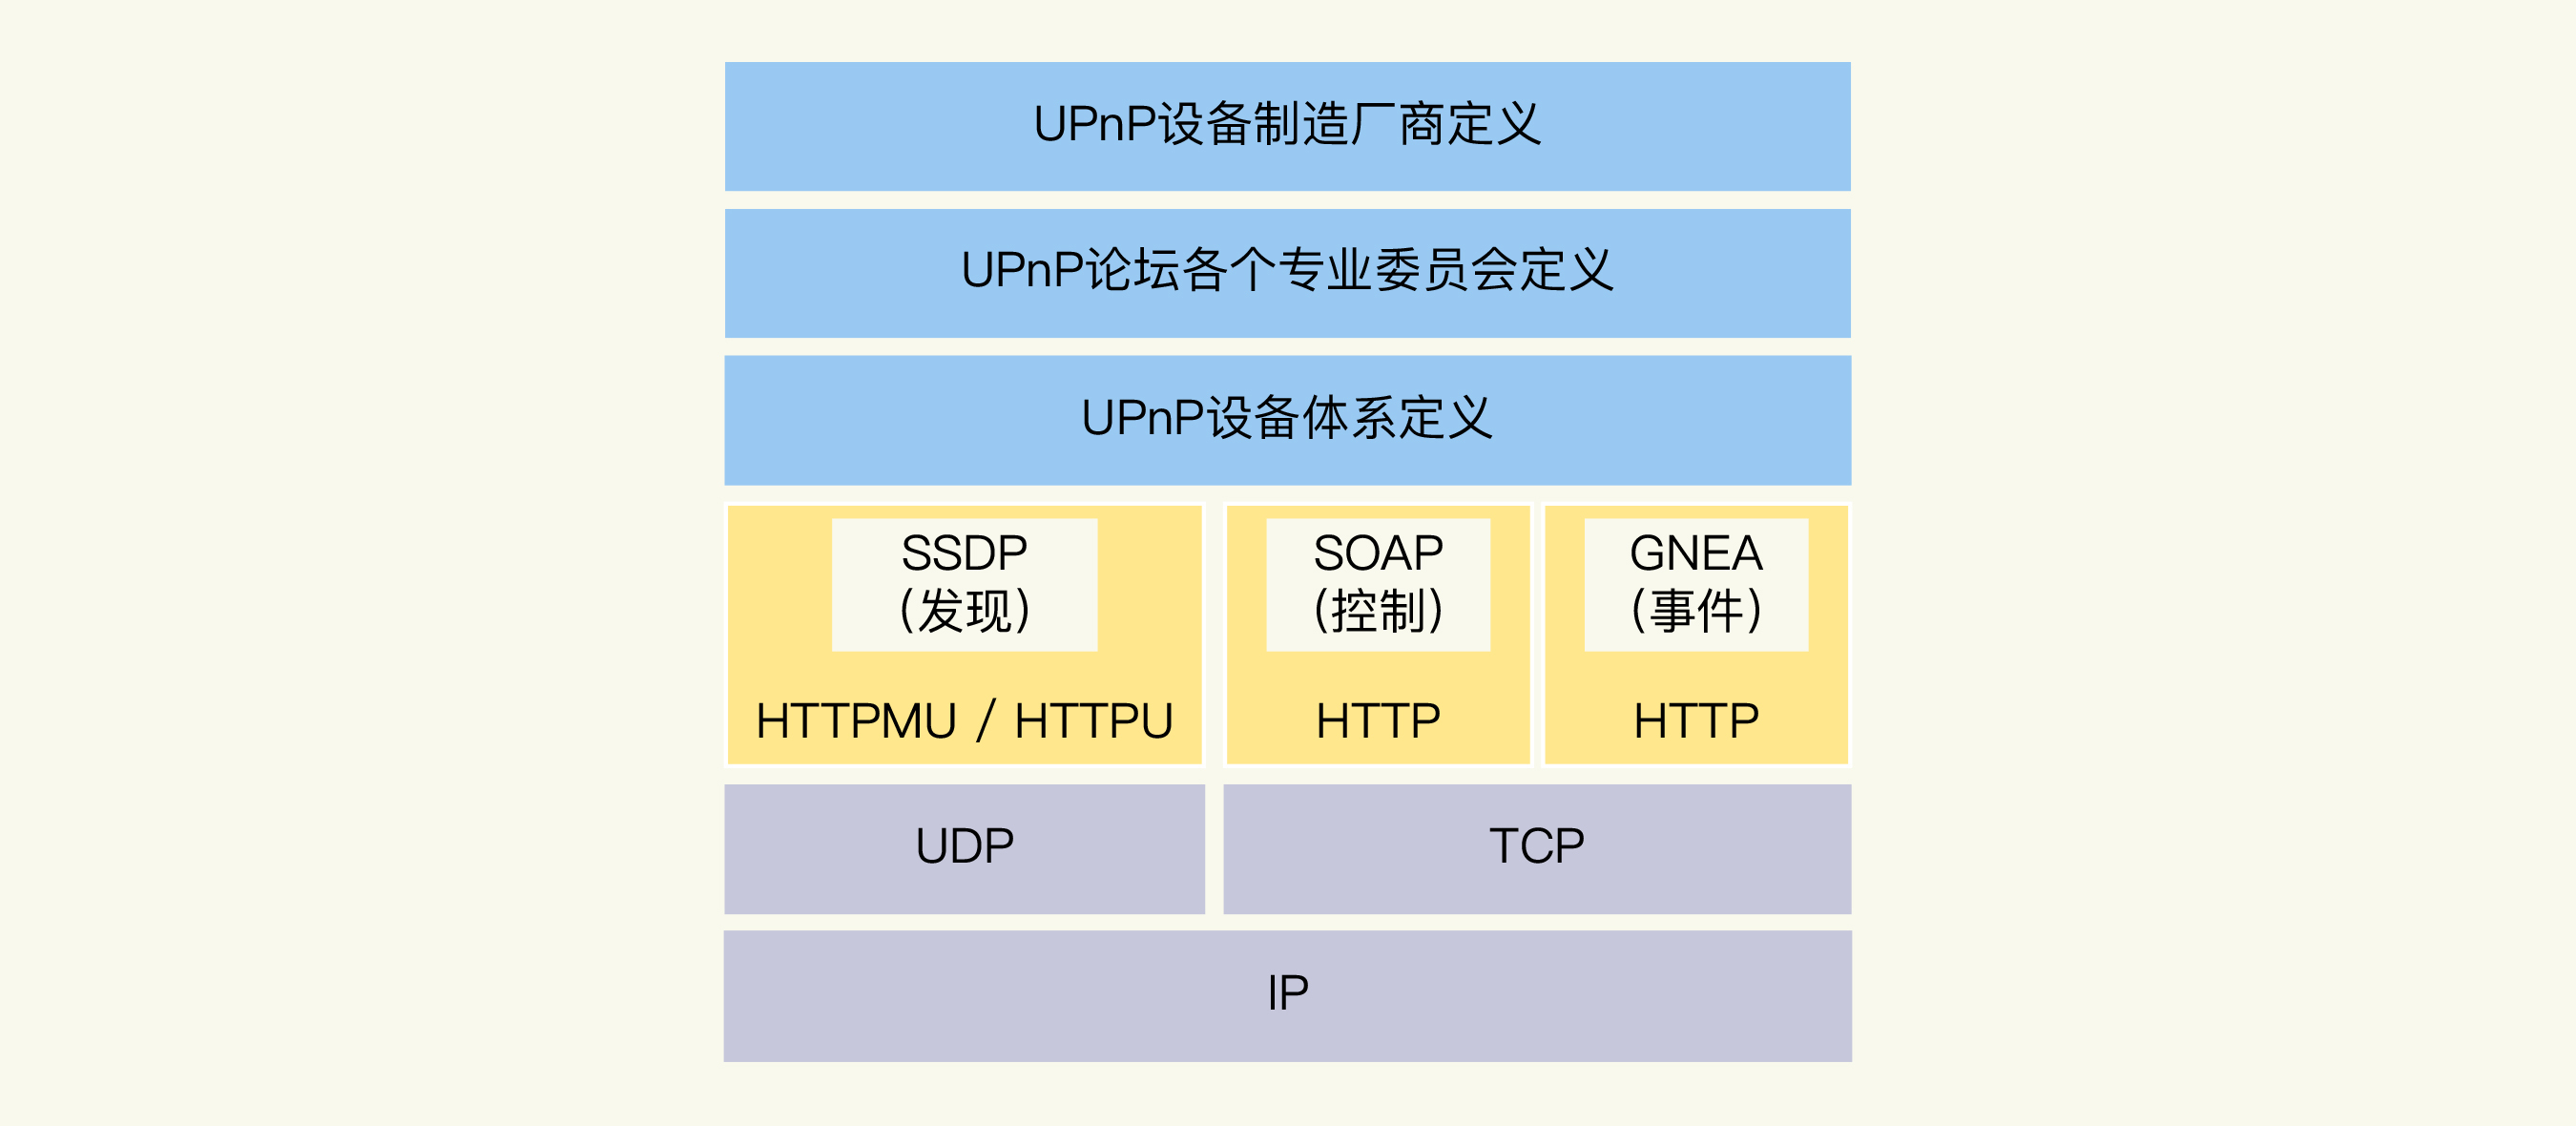 UPnP设备制造厂商定义
UPnP论坛各个专业委员会定义
UPnP设备体系定义
SSDP
(发现)
HTTPMU / HTTPU
SOAP
(控制)
HTTP
GNEA
(事件)
HTTP
UDP
TCP
IP